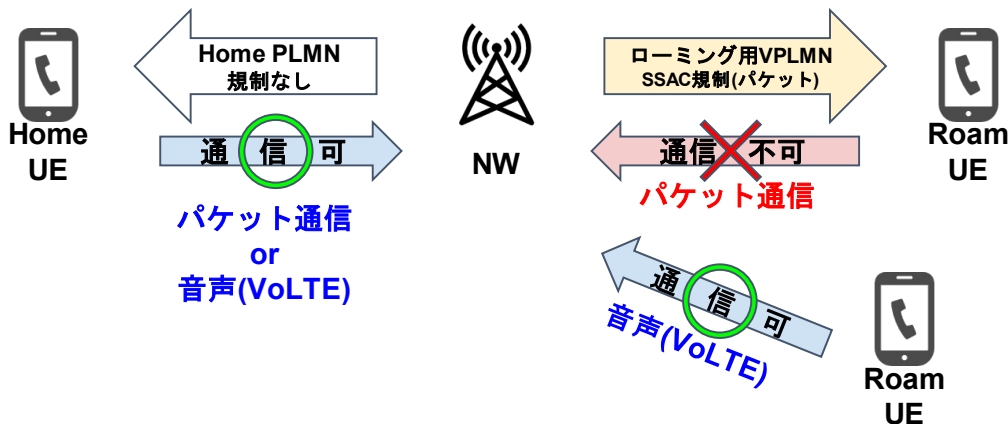 Home PLMN
規制なし
Home
UE
通 信 可
パケット通信
or
音声(VoLTE)
NW
ローミング用VPLMN
SSAC規制(パケット)
Roam
UE
通信 不可
パケット通信
通 信 可
音声(VoLTE)
Roam
UE